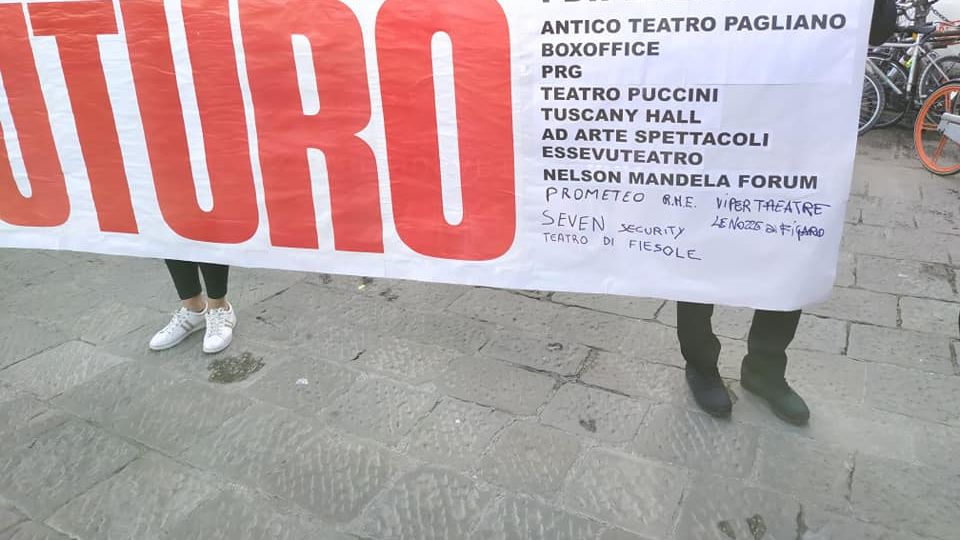 FUTURO
ANTICO TEATRO PAGLIANO
BOXOFFICE
PRG
TEATRO PUCCINI
TUSCANY HALL
AD ARTE SPETTACOLI
ESSEVUTEATRO
NELSON MANDELA FORUM
PROMETEO R.H.E. VIPER THEATRE
SEVEN SECURITY LE NOZZE di FIGARO
TEATRO DI FIESOLE